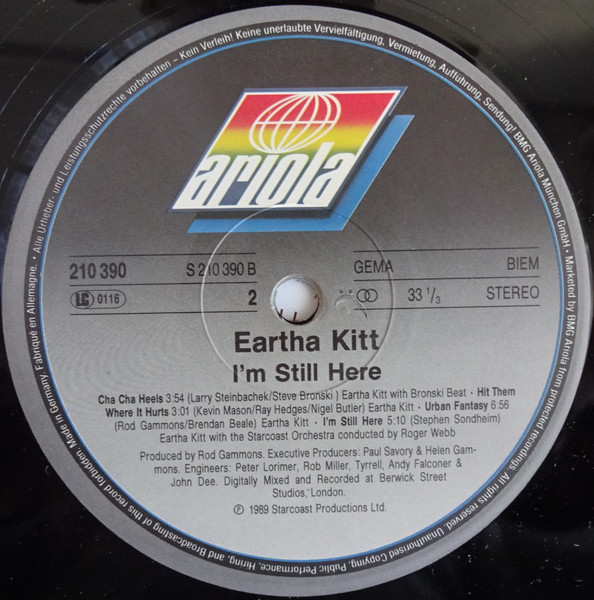 Alle Urheber- und Leistungsschutzrechte vorbehalten – Kein Verleih! Keine unerlaubte Vervielfältigung, Vermietung, Aufführung, Sendung! BMG Ariola München GmbH • Marketed by BMG Ariola from protected recordings. All rights reserved. Unauthorised Copying, Public Performance, Hiring, and Broadcasting of this record forbidden. Made in Germany. Fabriqué en Allemagne. •
ariola
210 390 S 210 390 B GEMA BIEM
LC 0116 2 33 1/3 STEREO
Eartha Kitt
I'm Still Here
Cha Cha Heels 3:54 (Larry Steinbachek/Steve Bronski ) Eartha Kitt with Bronski Beat · Hit Them
Where It Hurts 3:01 (Kevin Mason/Ray Hedges/Nigel Butler) Eartha Kitt · Urban Fantasy 6:56
(Rod Gammons/Brendan Beale) Eartha Kitt · I'm Still Here 5:10 (Stephen Sondheim)
Eartha Kitt with the Starcoast Orchestra conducted by Roger Webb
Produced by Rod Gammons. Executive Producers: Paul Savory & Helen Gam-
mons. Engineers: Peter Lorimer, Rob Miller, Tyrrell, Andy Falconer &
John Dee. Digitally Mixed and Recorded at Berwick Street
Studios, London.
℗ 1989 Starcoast Productions Ltd.